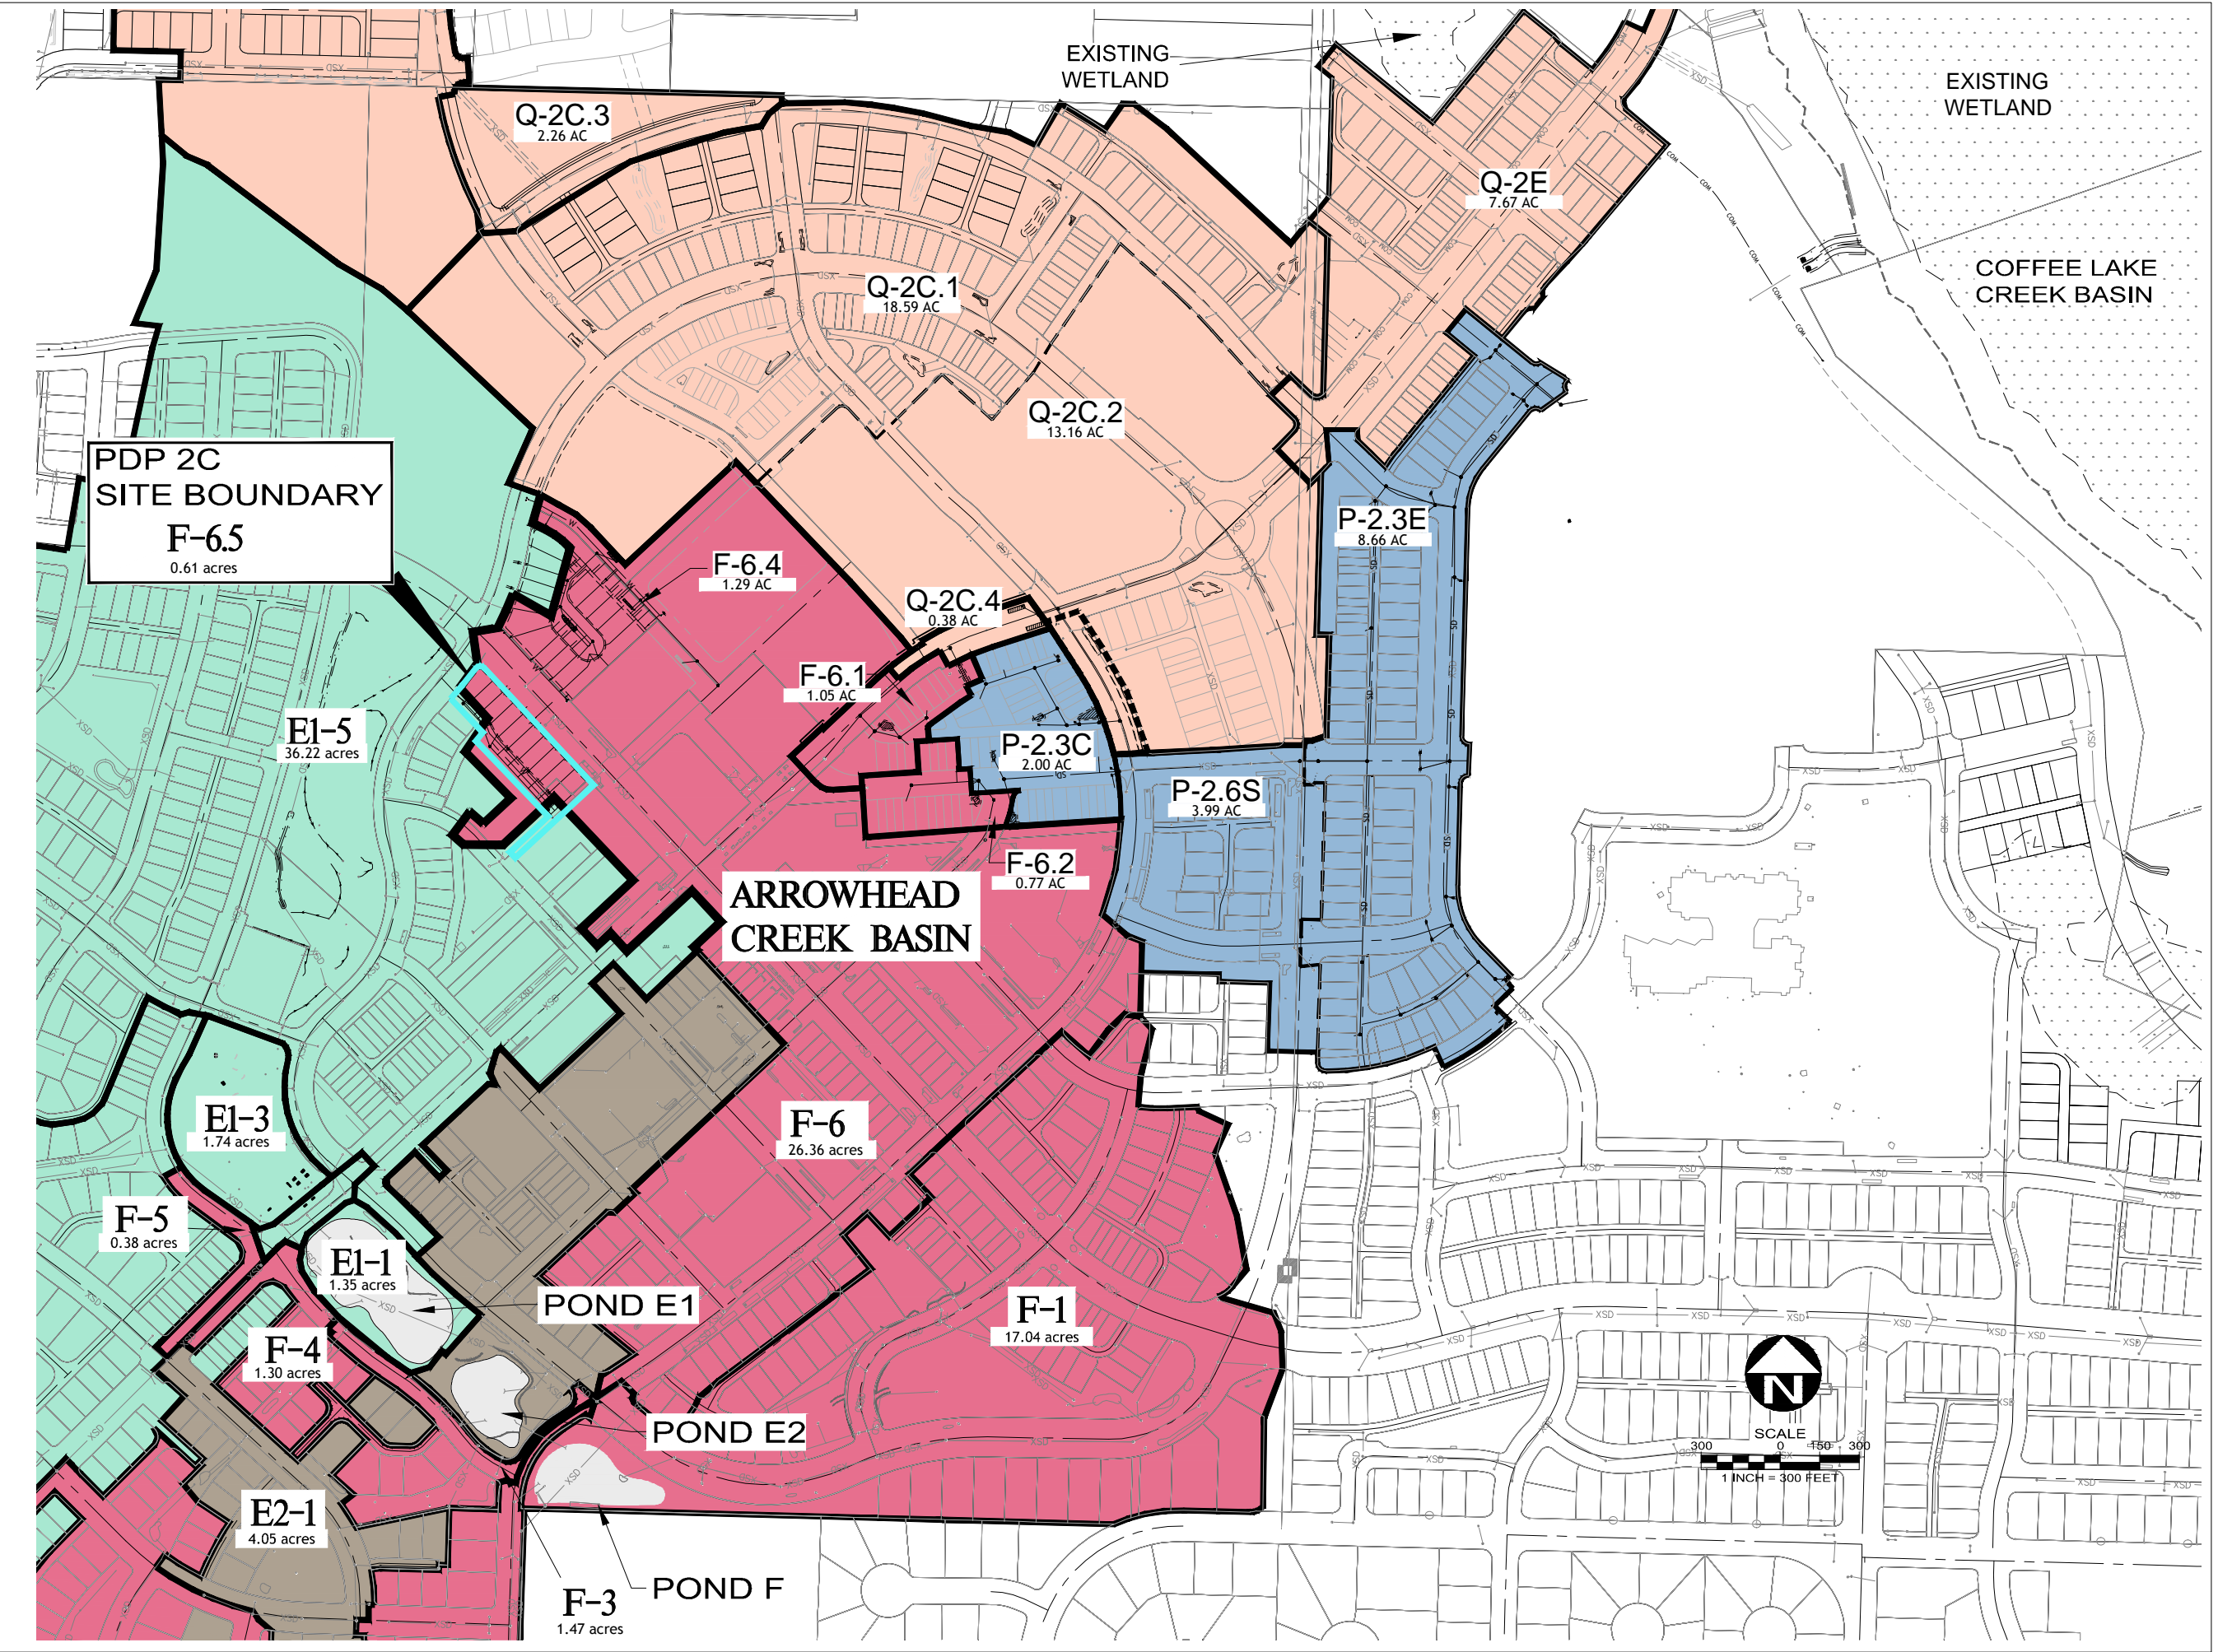 EXISTING
WETLAND
EXISTING
WETLAND
Q-2C.3
2.26 AC
Q-2E
7.67 AC
COFFEE LAKE
CREEK BASIN
Q-2C.1
18.59 AC
Q-2C.2
13.16 AC
PDP 2C
SITE BOUNDARY
F-6.5
0.61 acres
P-2.3E
8.66 AC
F-6.4
1.29 AC
Q-2C.4
0.38 AC
F-6.1
1.05 AC
E1-5
36.22 acres
P-2.3C
2.00 AC
P-2.6S
3.99 AC
F-6.2
0.77 AC
ARROWHEAD
CREEK BASIN
E1-3
1.74 acres
F-6
26.36 acres
F-5
0.38 acres
E1-1
1.35 acres
POND E1
F-1
17.04 acres
F-4
1.30 acres
POND E2
N
SCALE
300 0 150 300
1 INCH = 300 FEET
E2-1
4.05 acres
F-3
1.47 acres
POND F